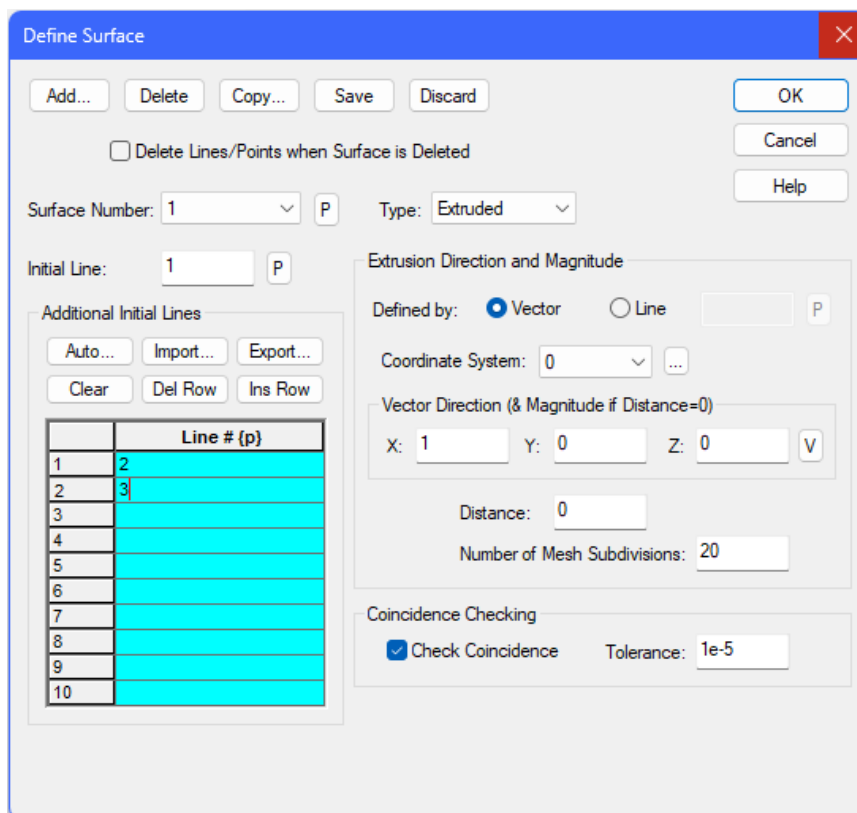 Define Surface
Add... Delete Copy... Save Discard OK
Cancel
Delete Lines/Points when Surface is Deleted
Help
Surface Number: 1 P Type: Extruded
Initial Line: 1 P
Extrusion Direction and Magnitude
Defined by: Vector Line P
Additional Initial Lines
Auto... Import... Export...
Coordinate System: 0 ...
Clear Del Row Ins Row
Vector Direction (& Magnitude if Distance=0)
X: 1 Y: 0 Z: 0 V
Line # {p}
1 2
2 3
3
4
5
6
7
8
9
10
Distance: 0
Number of Mesh Subdivisions: 20
Coincidence Checking
Check Coincidence Tolerance: 1e-5